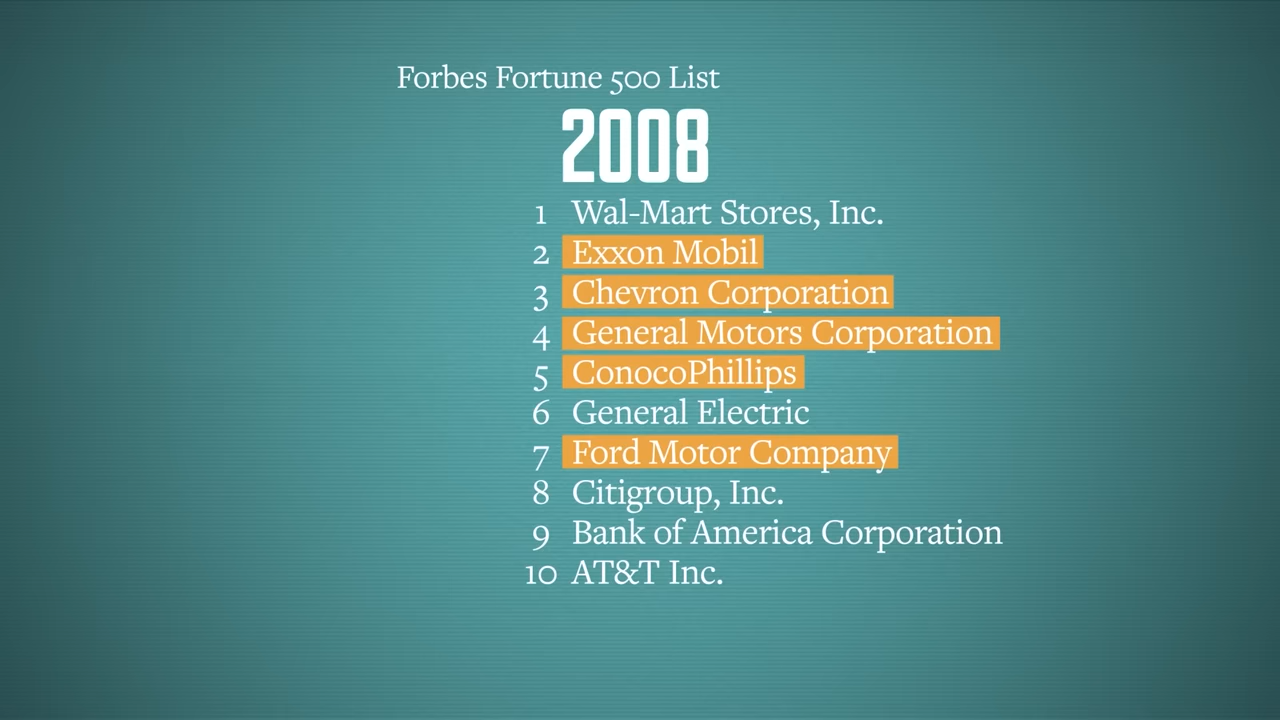 Forbes Fortune 500 List
2008
1 Wal-Mart Stores, Inc.
2 Exxon Mobil
3 Chevron Corporation
4 General Motors Corporation
5 ConocoPhillips
6 General Electric
7 Ford Motor Company
8 Citigroup, Inc.
9 Bank of America Corporation
10 AT&T Inc.